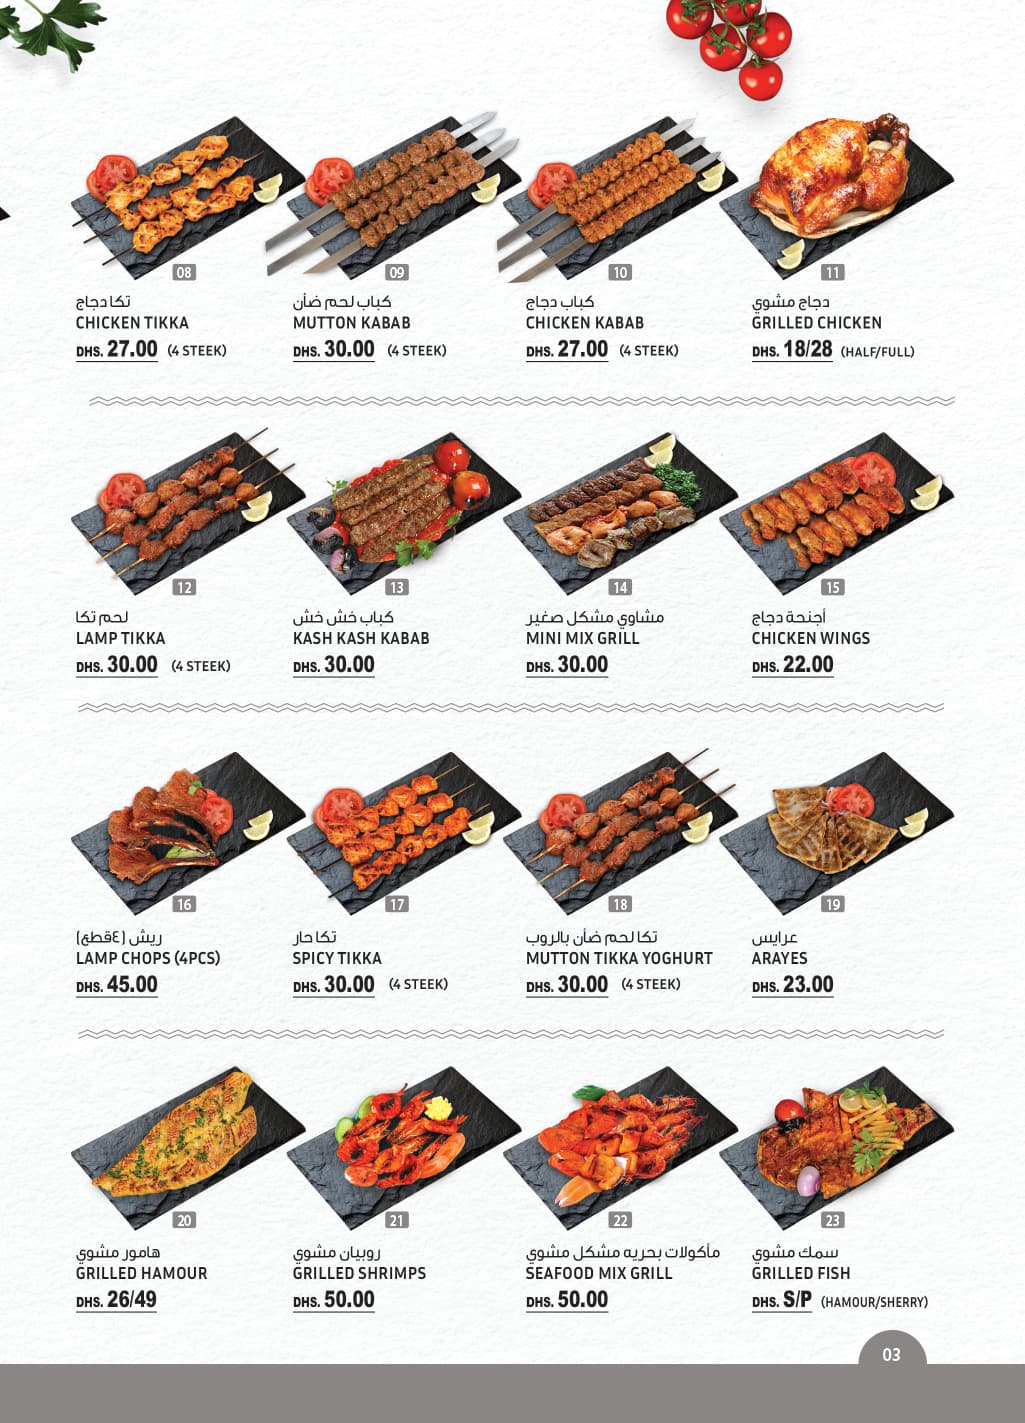 08
تكا دجاج
CHICKEN TIKKA
DHS. 27.00 (4 STEEK)
09
كباب لحم ضأن
MUTTON KABAB
DHS. 30.00 (4 STEEK)
10
كباب دجاج
CHICKEN KABAB
DHS. 27.00 (4 STEEK)
11
دجاج مشوي
GRILLED CHICKEN
DHS. 18/28 (HALF/FULL)
12
لحم تكا
LAMP TIKKA
DHS. 30.00 (4 STEEK)
13
كباب خش خش
KASH KASH KABAB
DHS. 30.00
14
مشاوي مشكل صغير
MINI MIX GRILL
DHS. 30.00
15
أجنحة دجاج
CHICKEN WINGS
DHS. 22.00
16
ريش (٤قطع)
LAMP CHOPS (4PCS)
DHS. 45.00
17
تكا حار
SPICY TIKKA
DHS. 30.00 (4 STEEK)
18
تكا لحم ضأن بالروب
MUTTON TIKKA YOGHURT
DHS. 30.00 (4 STEEK)
19
عرايس
ARAYES
DHS. 23.00
20
هامور مشوي
GRILLED HAMOUR
DHS. 26/49
21
روبيان مشوي
GRILLED SHRIMPS
DHS. 50.00
22
مأكولات بحريه مشكل مشوي
SEAFOOD MIX GRILL
DHS. 50.00
23
سمك مشوي
GRILLED FISH
DHS. S/P (HAMOUR/SHERRY)
03